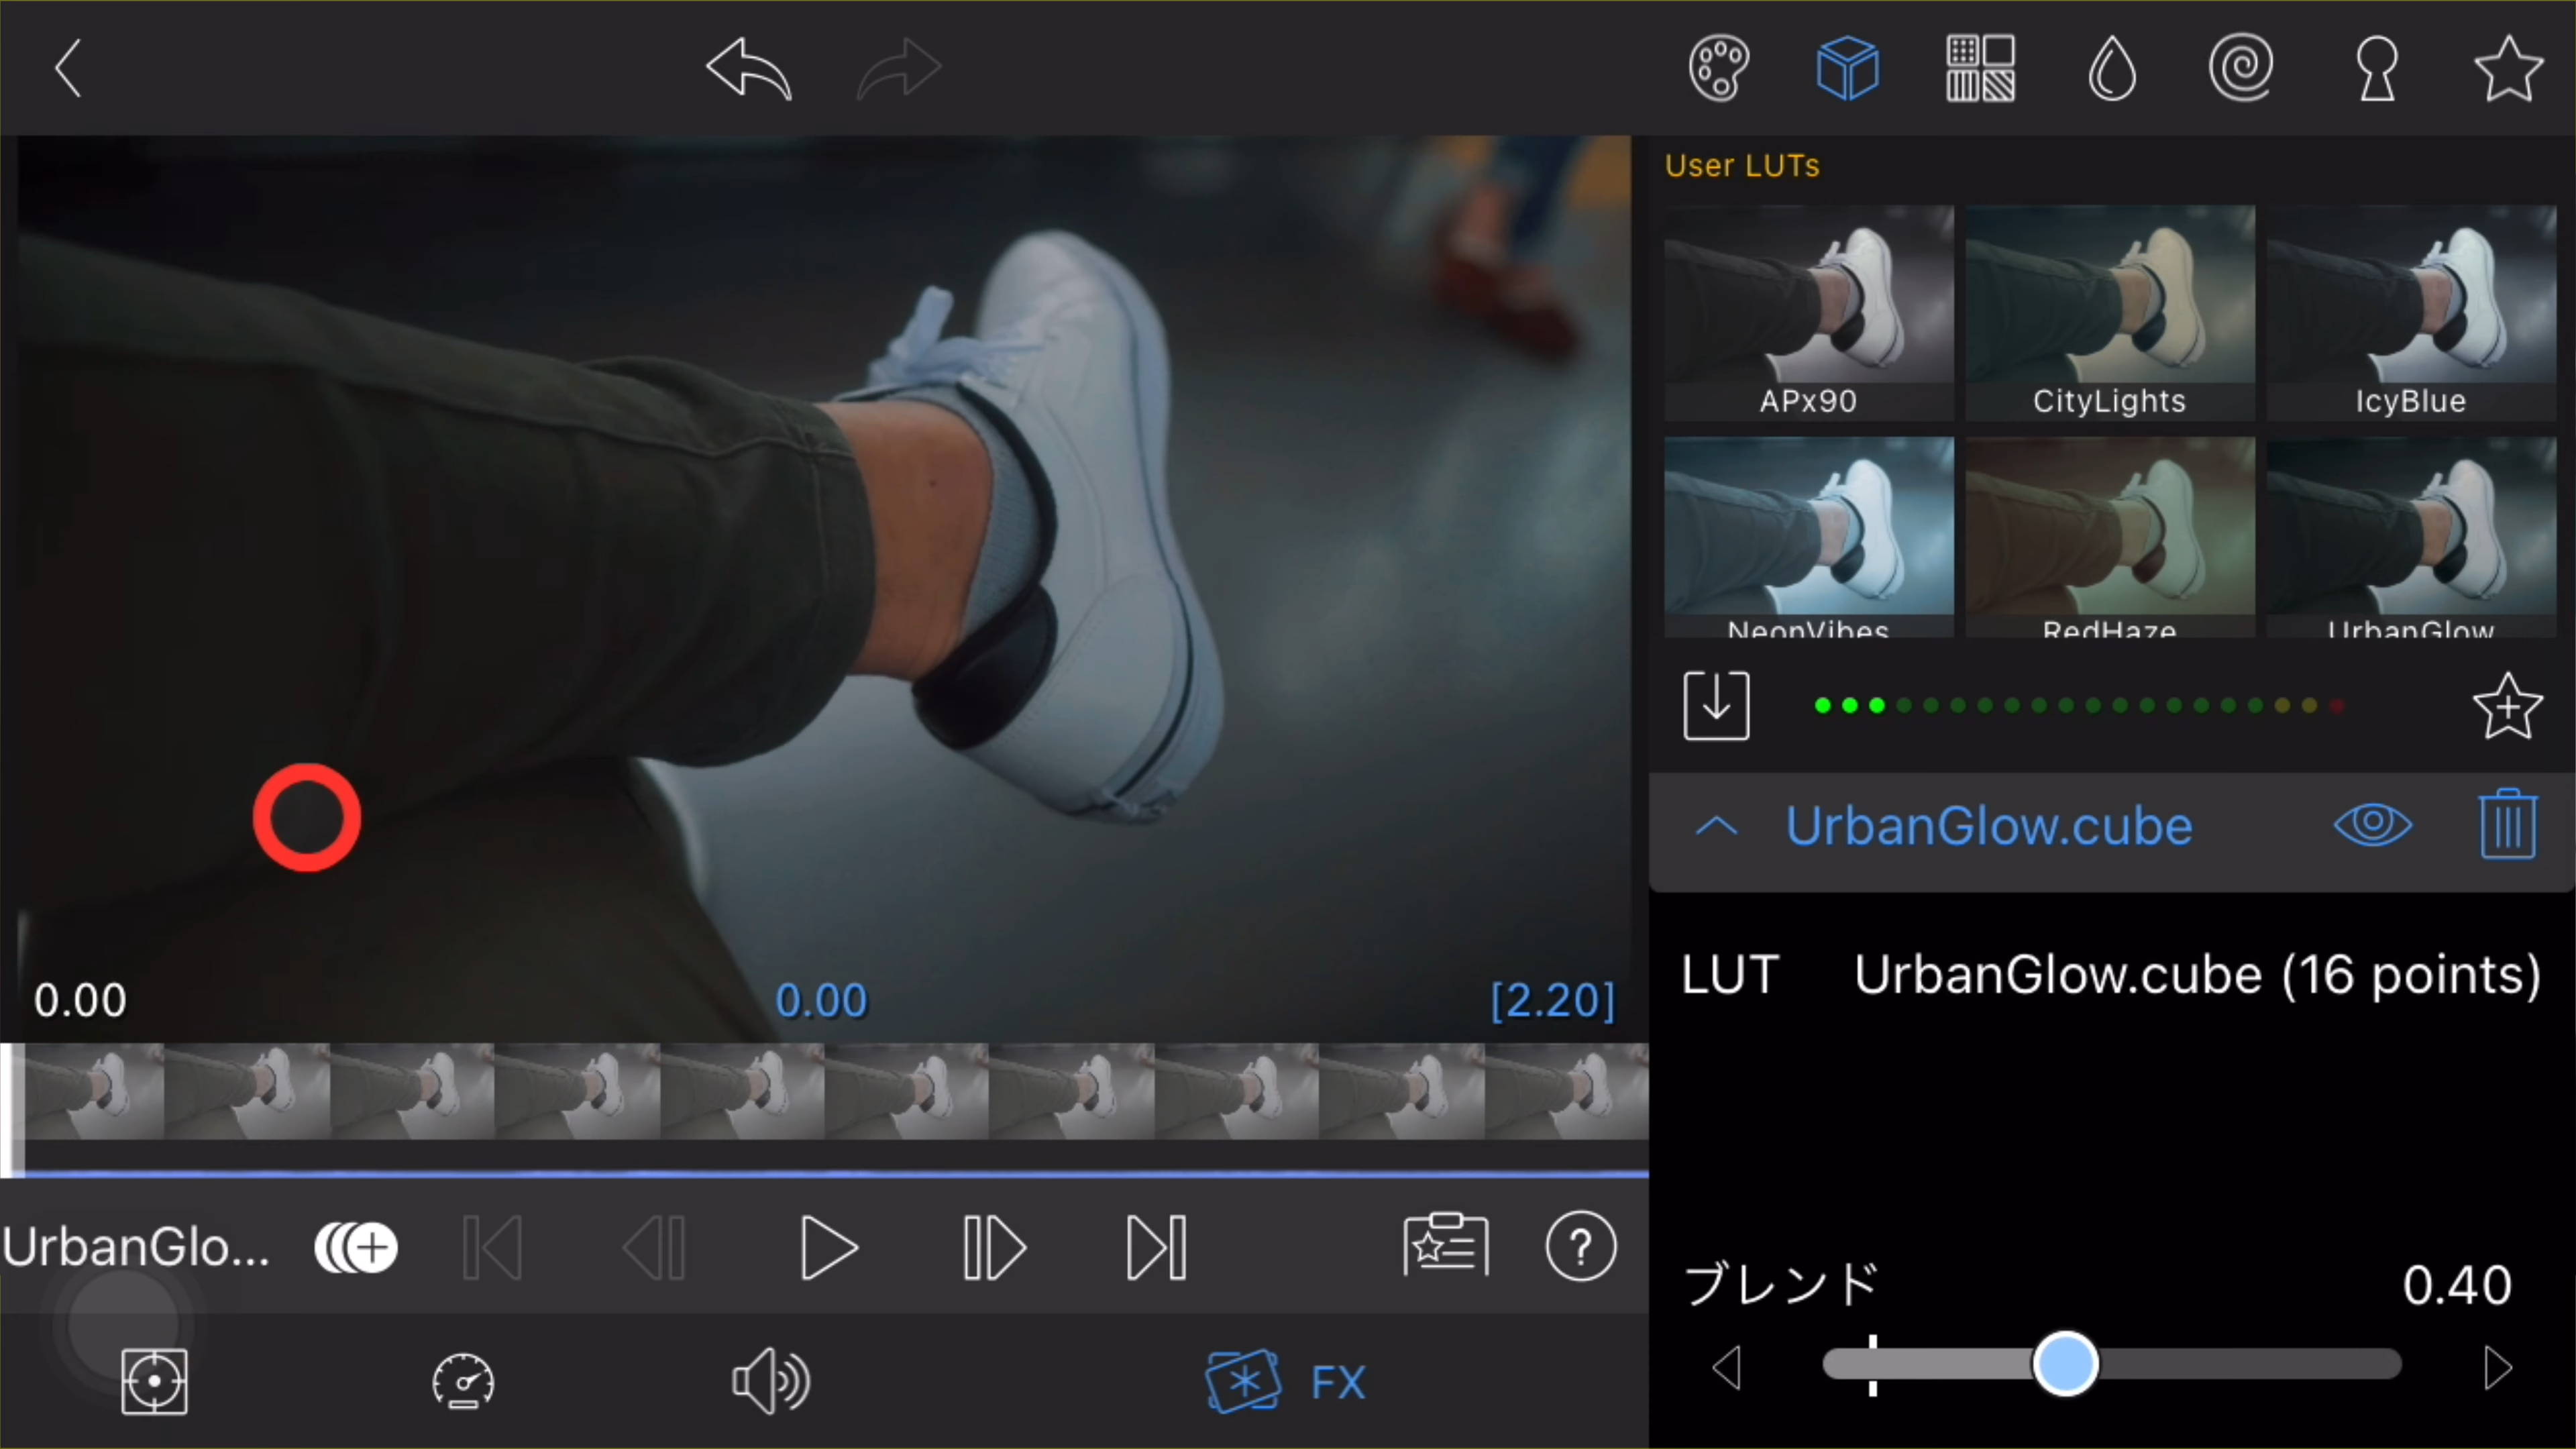 User LUTs
APx90
CityLights
IcyBlue
NeonVibes
RedHaze
UrbanGlow
UrbanGlow.cube
LUT UrbanGlow.cube (16 points)
0.00
0.00
[2.20]
UrbanGlo...
?
ブレンド
0.40
FX